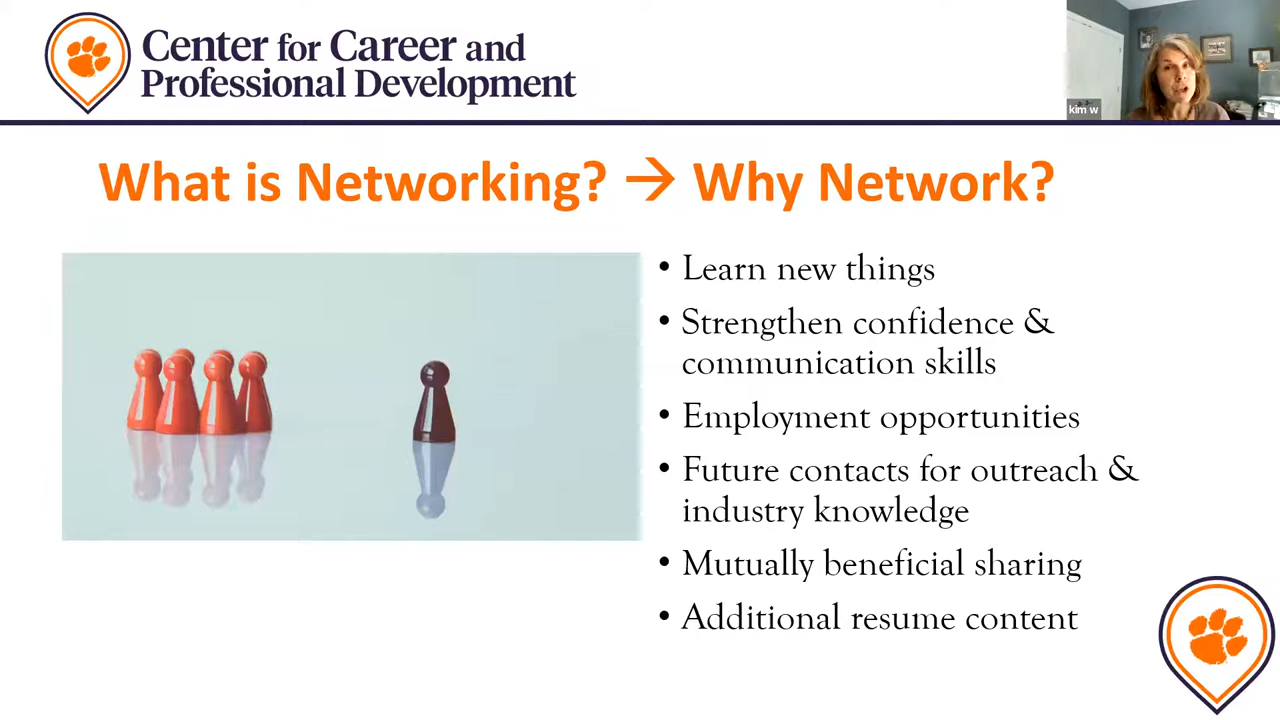 Center for Career and
Professional Development
kim w
What is Networking? → Why Network?
• Learn new things
• Strengthen confidence &
communication skills
• Employment opportunities
• Future contacts for outreach &
industry knowledge
• Mutually beneficial sharing
• Additional resume content